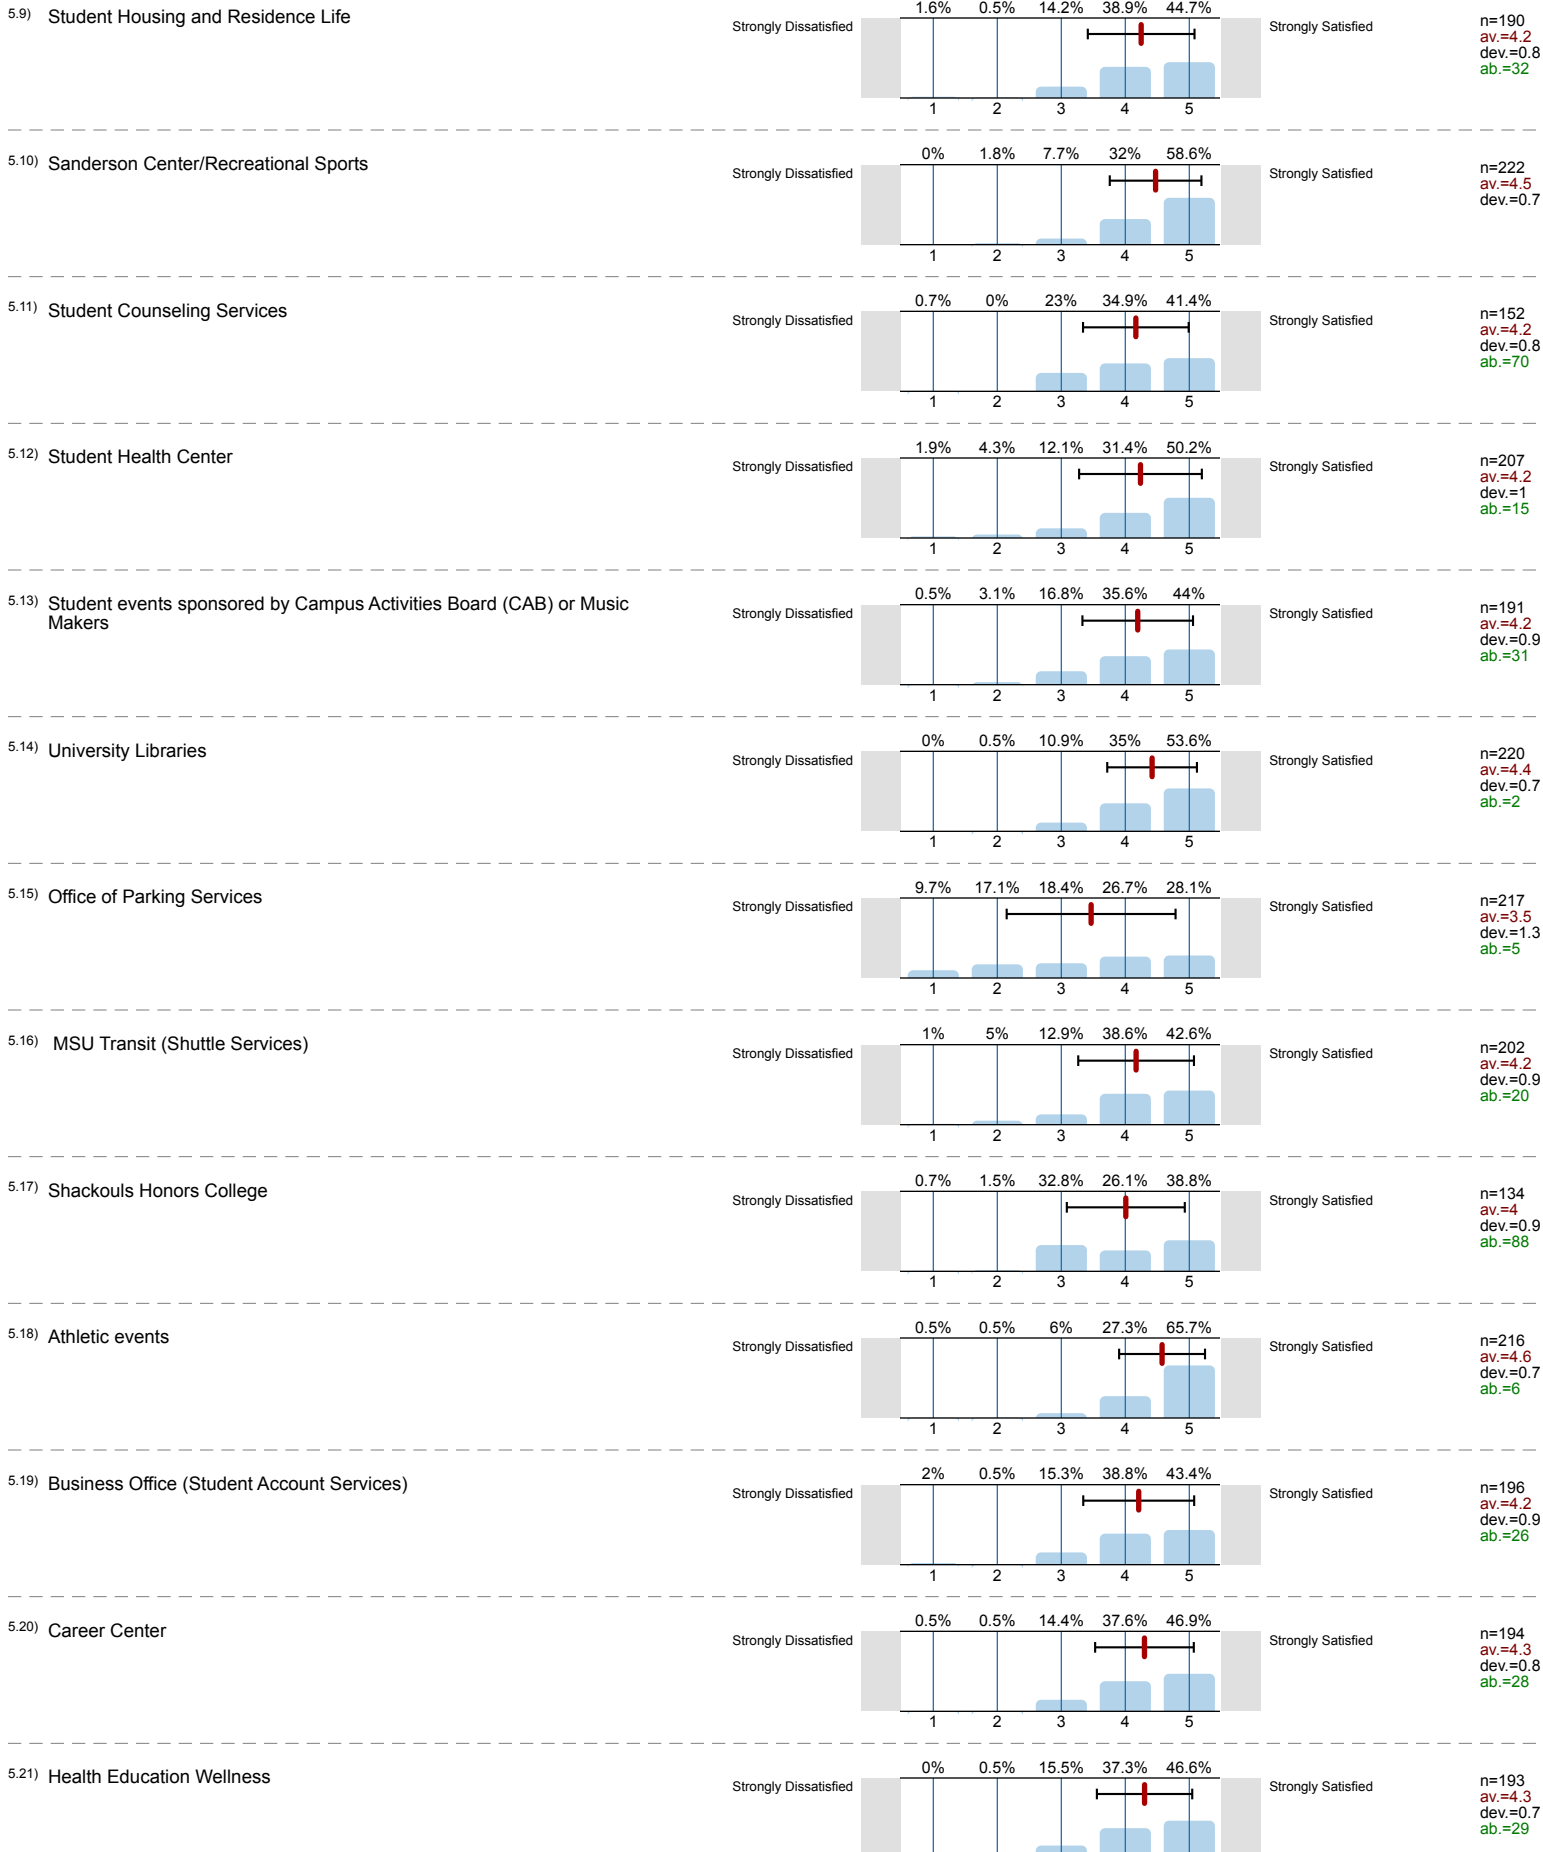 5.9) Student Housing and Residence Life
1.6% 0.5% 14.2% 38.9% 44.7%
Strongly Dissatisfied Strongly Satisfied
n=190
av.=4.2
dev.=0.8
ab.=32
1 2 3 4 5
5.10) Sanderson Center/Recreational Sports
0% 1.8% 7.7% 32% 58.6%
Strongly Dissatisfied Strongly Satisfied
n=222
av.=4.5
dev.=0.7
1 2 3 4 5
5.11) Student Counseling Services
0.7% 0% 23% 34.9% 41.4%
Strongly Dissatisfied Strongly Satisfied
n=152
av.=4.2
dev.=0.8
ab.=70
1 2 3 4 5
5.12) Student Health Center
1.9% 4.3% 12.1% 31.4% 50.2%
Strongly Dissatisfied Strongly Satisfied
n=207
av.=4.2
dev.=1
ab.=15
1 2 3 4 5
5.13) Student events sponsored by Campus Activities Board (CAB) or Music
Makers
0.5% 3.1% 16.8% 35.6% 44%
Strongly Dissatisfied Strongly Satisfied
n=191
av.=4.2
dev.=0.9
ab.=31
1 2 3 4 5
5.14) University Libraries
0% 0.5% 10.9% 35% 53.6%
Strongly Dissatisfied Strongly Satisfied
n=220
av.=4.4
dev.=0.7
ab.=2
1 2 3 4 5
5.15) Office of Parking Services
9.7% 17.1% 18.4% 26.7% 28.1%
Strongly Dissatisfied Strongly Satisfied
n=217
av.=3.5
dev.=1.3
ab.=5
1 2 3 4 5
5.16) MSU Transit (Shuttle Services)
1% 5% 12.9% 38.6% 42.6%
Strongly Dissatisfied Strongly Satisfied
n=202
av.=4.2
dev.=0.9
ab.=20
1 2 3 4 5
5.17) Shackouls Honors College
0.7% 1.5% 32.8% 26.1% 38.8%
Strongly Dissatisfied Strongly Satisfied
n=134
av.=4
dev.=0.9
ab.=88
1 2 3 4 5
5.18) Athletic events
0.5% 0.5% 6% 27.3% 65.7%
Strongly Dissatisfied Strongly Satisfied
n=216
av.=4.6
dev.=0.7
ab.=6
1 2 3 4 5
5.19) Business Office (Student Account Services)
2% 0.5% 15.3% 38.8% 43.4%
Strongly Dissatisfied Strongly Satisfied
n=196
av.=4.2
dev.=0.9
ab.=26
1 2 3 4 5
5.20) Career Center
0.5% 0.5% 14.4% 37.6% 46.9%
Strongly Dissatisfied Strongly Satisfied
n=194
av.=4.3
dev.=0.8
ab.=28
1 2 3 4 5
5.21) Health Education Wellness
0% 0.5% 15.5% 37.3% 46.6%
Strongly Dissatisfied Strongly Satisfied
n=193
av.=4.3
dev.=0.7
ab.=29